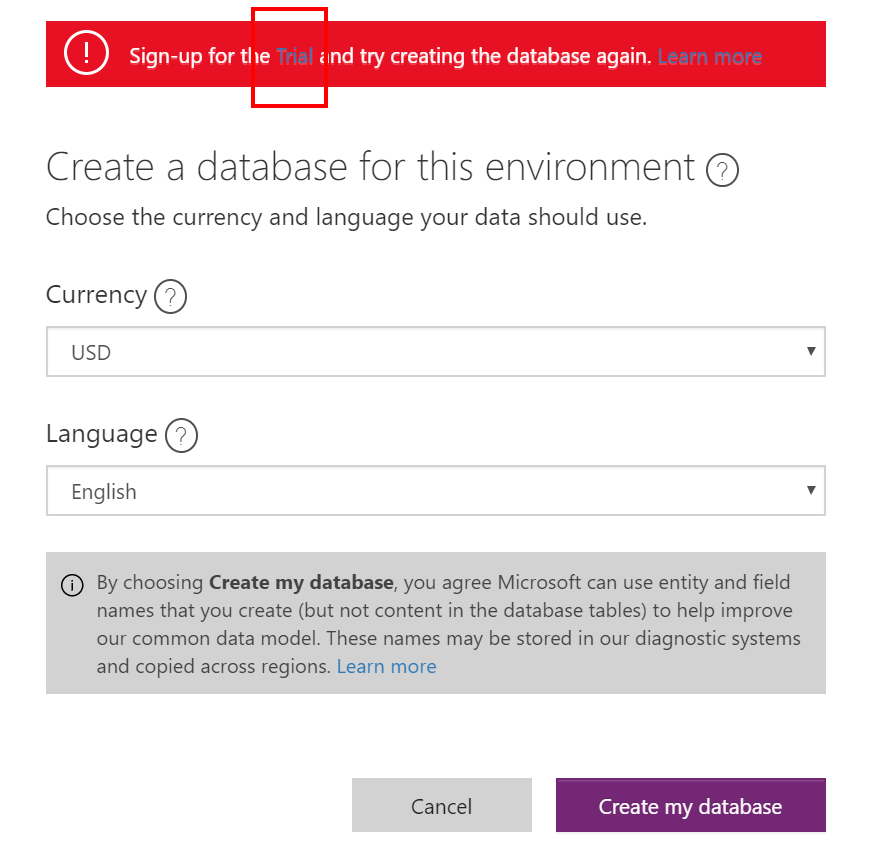 Sign-up for the Trial and try creating the database again. Learn more
Create a database for this environment
Choose the currency and language your data should use.
Currency
USD
Language
English
By choosing Create my database, you agree Microsoft can use entity and field
names that you create (but not content in the database tables) to help improve
our common data model. These names may be stored in our diagnostic systems
and copied across regions. Learn more
Cancel
Create my database